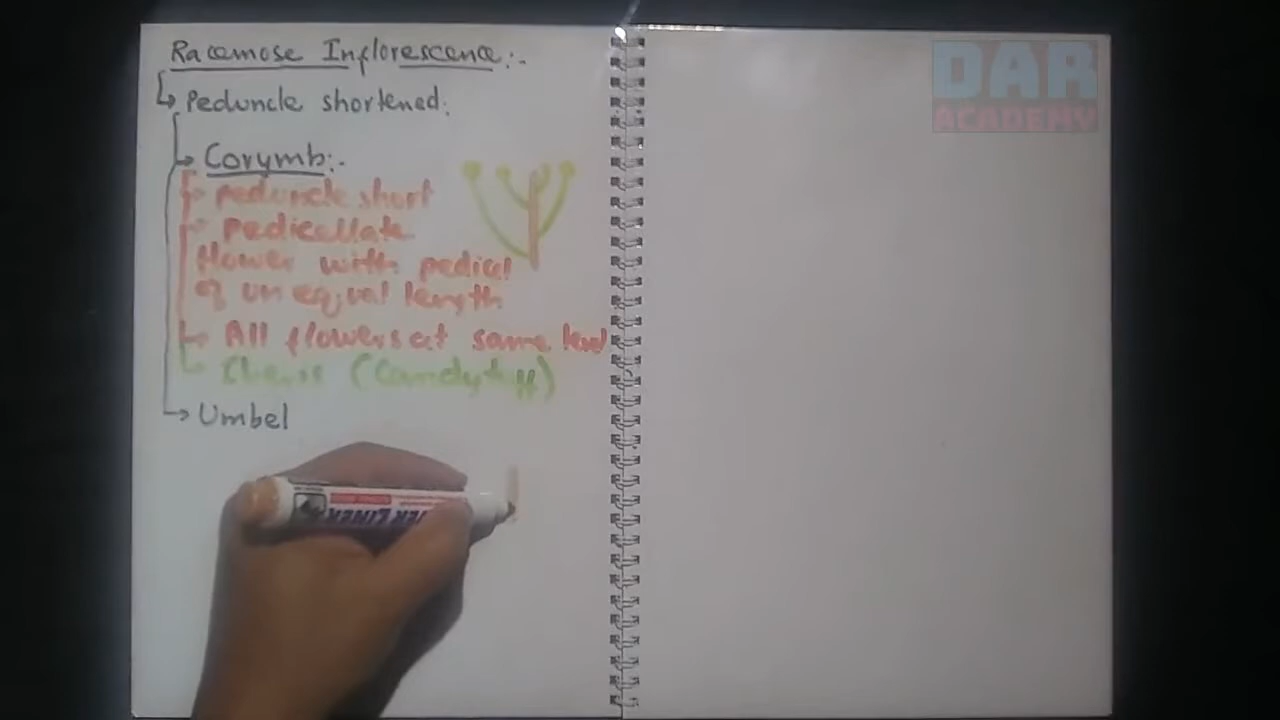 Racemose Inflorescence:-
Peduncle shortened:
Corymb:-
peduncle short
pedicellate
flower with pedicel
of unequal length
All flowers at same level
(Candytuff)
Umbel
DAR
ACADEMY